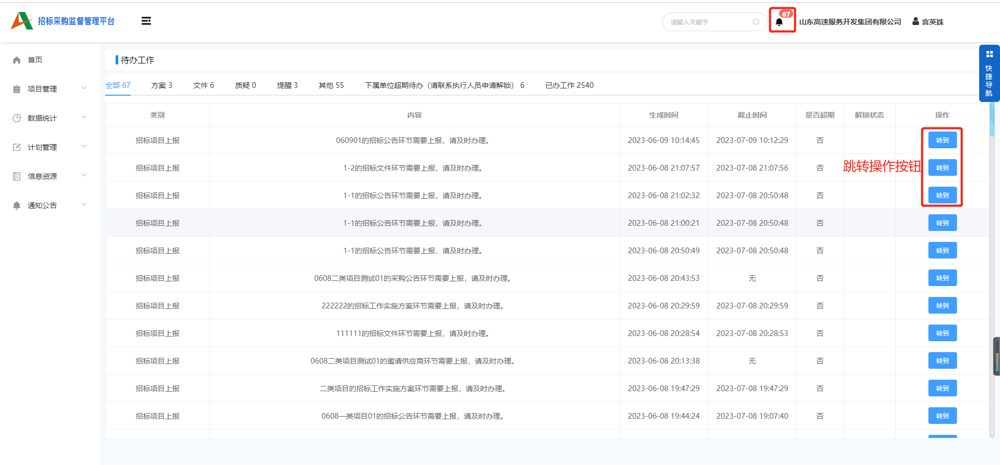 招标采购监督管理平台
请输入关键字
67
山东高速服务开发集团有限公司
宫英姝
首页
项目管理
数据统计
计划管理
信息资源
通知公告
快捷导航
待办工作
全部 67 方案 3 文件 6 质疑 0 提醒 3 其他 55 下属单位超期待办（请联系执行人员申请解锁） 6 已办工作 2540
类别 内容 生成时间 截止时间 是否超期 解锁状态 操作
招标项目上报 060901的招标公告环节需要上报，请及时办理。 2023-06-09 10:14:45 2023-07-09 10:12:29 否 转到
招标项目上报 1-2的招标文件环节需要上报，请及时办理。 2023-06-08 21:07:57 2023-07-08 21:07:56 否 转到
跳转操作按钮
招标项目上报 1-1的招标公告环节需要上报，请及时办理。 2023-06-08 21:02:32 2023-07-08 20:50:48 否 转到
招标项目上报 1-1的招标公告环节需要上报，请及时办理。 2023-06-08 21:00:21 2023-07-08 20:50:48 否 转到
招标项目上报 1-1的招标公告环节需要上报，请及时办理。 2023-06-08 20:50:49 2023-07-08 20:50:48 否 转到
招标项目上报 0608二类项目测试01的采购公告环节需要上报，请及时办理。 2023-06-08 20:43:53 无 否 转到
招标项目上报 222222的招标工作实施方案环节需要上报，请及时办理。 2023-06-08 20:29:59 2023-07-08 20:29:59 否 转到
招标项目上报 111111的招标文件环节需要上报，请及时办理。 2023-06-08 20:28:54 2023-07-08 20:28:53 否 转到
招标项目上报 0608二类项目测试01的邀请供应商环节需要上报，请及时办理。 2023-06-08 20:13:38 无 否 转到
招标项目上报 二类项目的招标工作实施方案环节需要上报，请及时办理。 2023-06-08 19:47:29 2023-07-08 19:47:29 否 转到
招标项目上报 0608一类项目01的招标公告环节需要上报，请及时办理。 2023-06-08 19:44:24 2023-07-08 19:07:40 否 转到